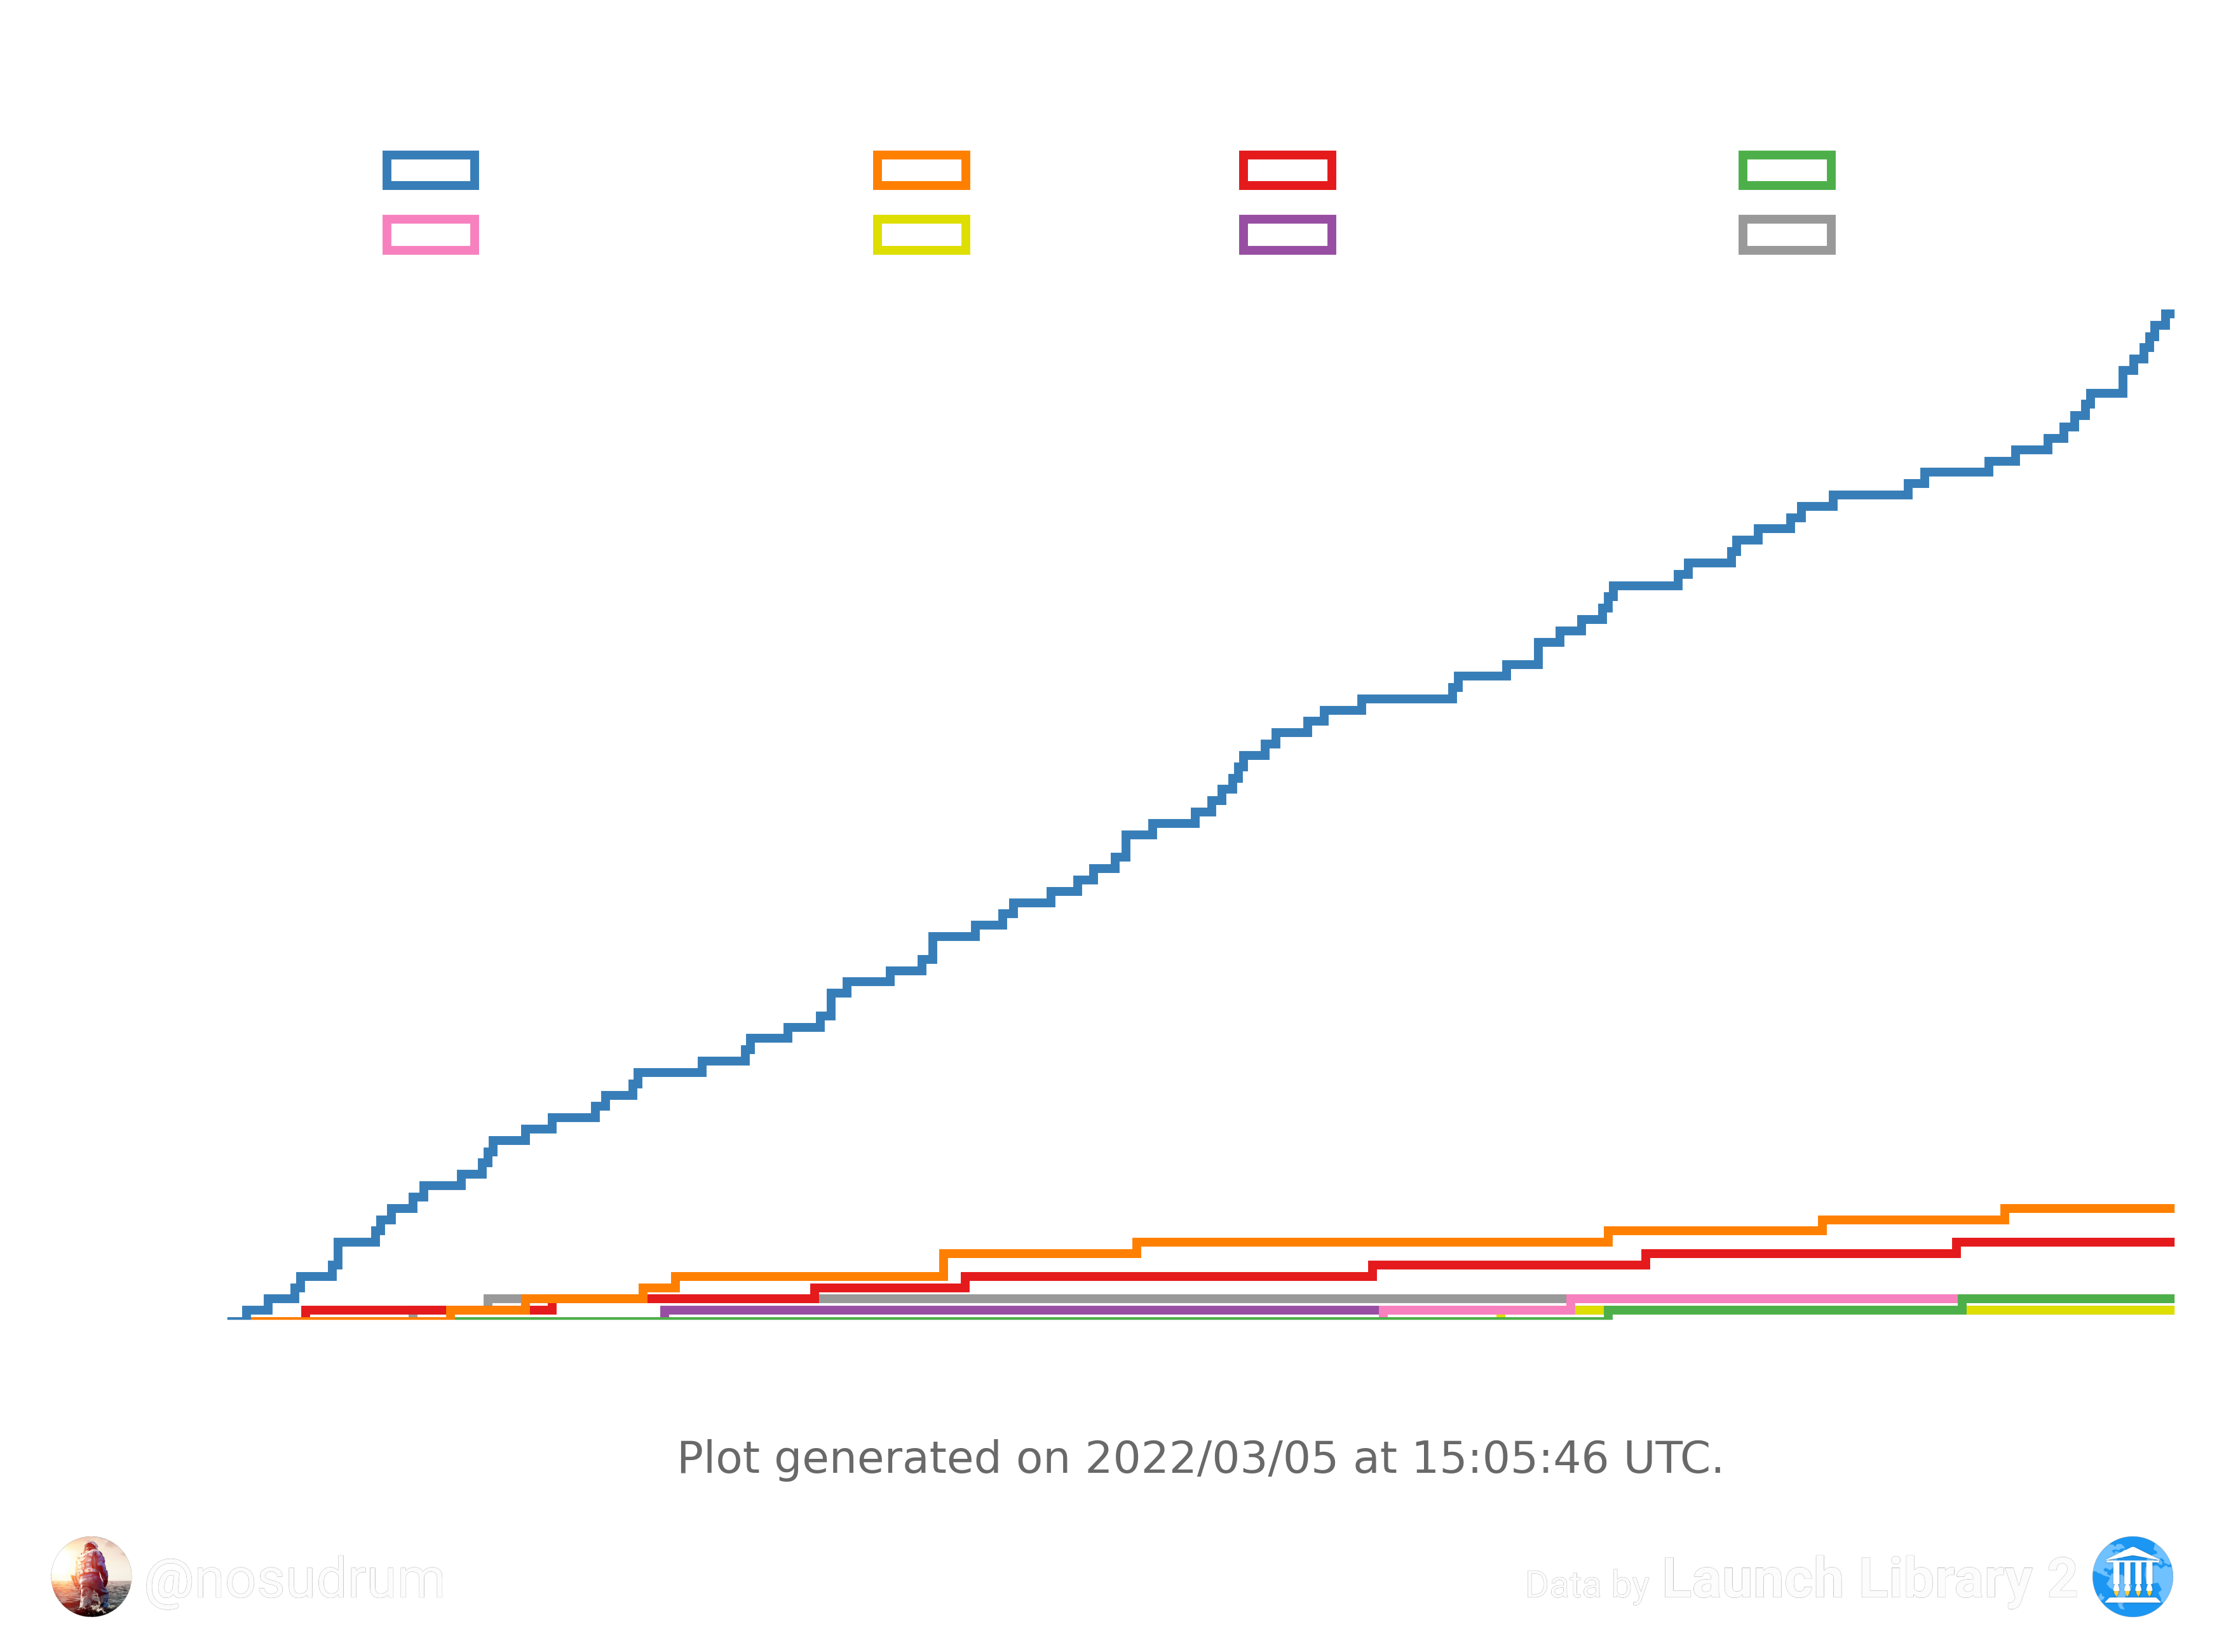 Plot generated on 2022/03/05 at 15:05:46 UTC.
@nosudrum
Data by Launch Library 2